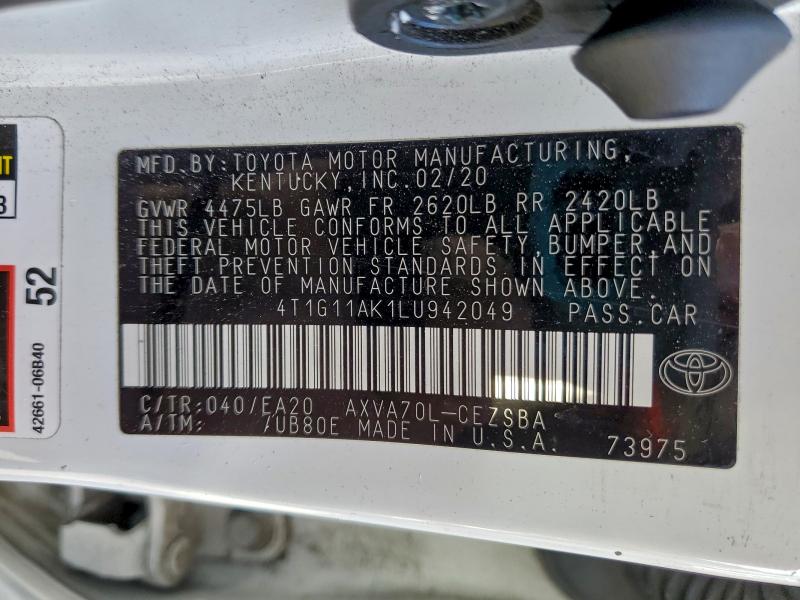 MFD.BY:TOYOTA MOTOR MANUFACTURING,
KENTUCKY,INC.02/20
GVWR 4475LB GAWR FR 2620LB RR 2420LB
THIS VEHICLE CONFORMS TO ALL APPLICABLE
FEDERAL MOTOR VEHICLE SAFETY,BUMPER,AND
THEFT PREVENTION STANDARDS IN EFFECT ON
THE DATE OF MANUFACTURE SHOWN ABOVE.
4T1G11AK1LU942049 PASS.CAR
C/TR:040/EA20 AXVA70L-CEZSBA
A/TM: /UB80E MADE IN U.S.A. 73975
52
42661-06B40